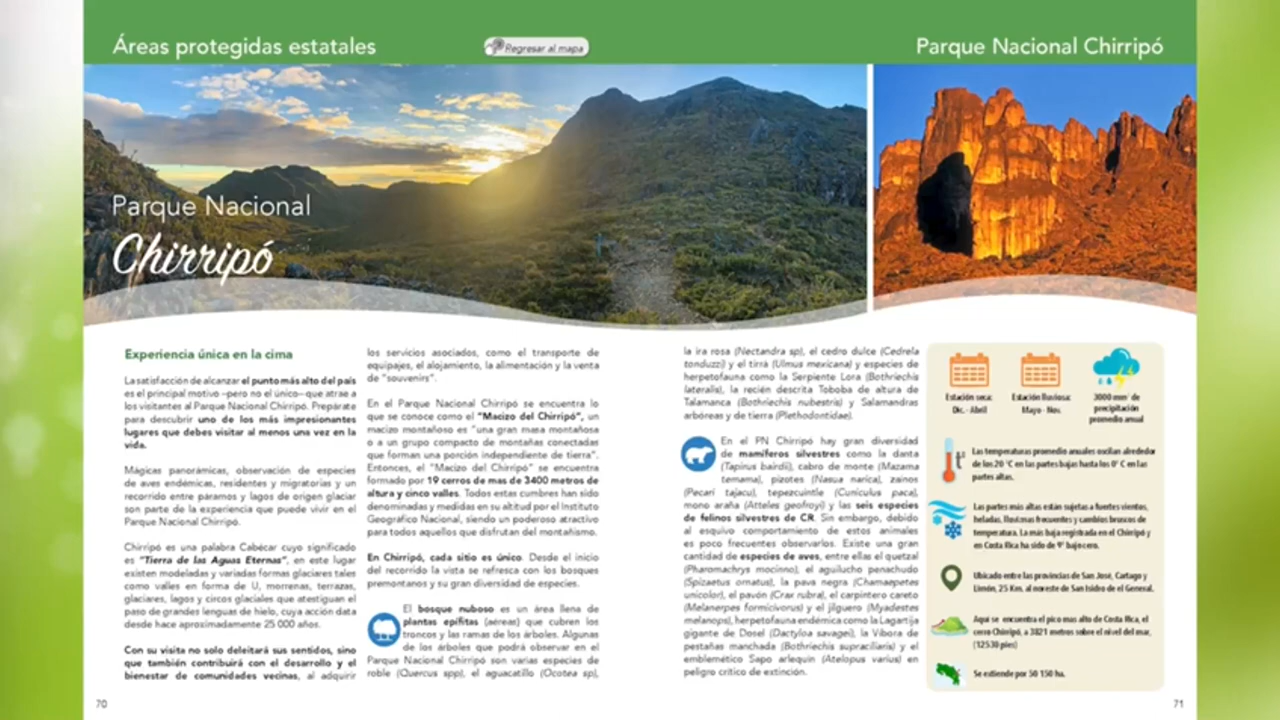 Áreas protegidas estatales
Regresar al mapa
Parque Nacional Chirripó
Parque Nacional
Chirripó
Experiencia única en la cima
La satisfacción de alcanzar el punto más alto del país
es el principal motivo –pero no el único– que atrae a
los visitantes al Parque Nacional Chirripó. Prepárate
para descubrir uno de los más impresionantes
lugares que debes visitar al menos una vez en la
vida.
Mágicas panorámicas, observación de especies
de aves endémicas, residentes y migratorias y un
recorrido entre páramos y lagos de origen glaciar
son parte de la experiencia que puede vivir en el
Parque Nacional Chirripó.
Chirripó es una palabra Cabécar cuyo significado
es "Tierra de las Aguas Eternas", en este lugar
existen modeladas y variadas formas glaciares tales
como valles en forma de U, morrenas, terrazas,
glaciares, lagos y circos glaciales que atestiguan el
paso de grandes lenguas de hielo, cuya acción data
desde hace aproximadamente 25 000 años.
Con su visita no solo deleitará sus sentidos, sino
que también contribuirá con el desarrollo y el
bienestar de comunidades vecinas, al adquirir
los servicios asociados, como el transporte de
equipajes, el alojamiento, la alimentación y la venta
de "souvenirs".
En el Parque Nacional Chirripó se encuentra lo
que se conoce como el "Macizo del Chirripó", un
macizo montañoso es "una gran masa montañosa
o a un grupo compacto de montañas conectadas
que forman una porción independiente de tierra".
Entonces, el "Macizo del Chirripó" se encuentra
formado por 19 cerros de mas de 3400 metros de
altura y cinco valles. Todos estas cumbres han sido
denominadas y medidas en su altitud por el Instituto
Geográfico Nacional, siendo un poderoso atractivo
para todos aquellos que disfrutan del montañismo.
En Chirripó, cada sitio es único. Desde el inicio
del recorrido la vista se refresca con los bosques
premontanos y su gran diversidad de especies.
El bosque nuboso es un área llena de
plantas epífitas (aéreas) que cubren los
troncos y las ramas de los árboles. Algunas
de los árboles que podrá observar en el
Parque Nacional Chirripó son varias especies de
roble (Quercus spp), el aguacatillo (Ocotea sp),
la ira rosa (Nectandra sp), el cedro dulce (Cedrela
tonduzzi) y el tirrá (Ulmus mexicana) y especies de
herpetofauna como la Serpiente Lora (Bothriechis
lateralis), la recién descrita Toboba de altura de
Talamanca (Bothriechis nubestris) y Salamandras
arbóreas y de tierra (Plethodontidae).
En el PN Chirripó hay gran diversidad
de mamíferos silvestres como la danta
(Tapirus bairdii), cabro de monte (Mazama
temama), pizotes (Nasua narica), zainos
(Pecari tajacu), tepezcuintle (Cuniculus paca),
mono araña (Atteles geofroyi) y las seis especies
de felinos silvestres de CR. Sin embargo, debido
al esquivo comportamiento de estos animales
es poco frecuentes observarlos. Existe una gran
cantidad de especies de aves, entre ellas el quetzal
(Pharomachrys mocinno), el aguilucho penachudo
(Spizaetus ornatus), la pava negra (Chamaepetes
unicolor), el pavón (Crax rubra), el carpintero careto
(Melanerpes formicivorus) y el jilguero (Myadestes
melanops), herpetofauna endémica como la Lagartija
gigante de Dosel (Dactyloa savagei), la Víbora de
pestañas manchada (Bothriechis supraciliaris) y el
emblemético Sapo arlequín (Atelopus varius) en
peligro crítico de extinción.
Estación seca:
Dic. - Abril
Estación lluviosa:
Mayo - Nov.
3000 mm³ de
precipitación
promedio anual
Las temperaturas promedio anuales oscilan alrededor
de los 20 °C en las partes bajas hasta los 0° C en las
partes altas.
Las partes más altas están sujetas a fuertes vientos,
heladas, lloviznas frecuentes y cambios bruscos de
temperatura. La más baja registrada en el Chirripó y
en Costa Rica ha sido de 9° bajo cero.
Ubicado entre las provincias de San José, Cartago y
Limón, 25 Km. al noreste de San Isidro de el General.
Aquí se encuentra el pico mas alto de Costa Rica, el
cerro Chirripó, a 3821 metros sobre el nivel del mar,
(12530 pies)
Se extiende por 50 150 ha.
70
71